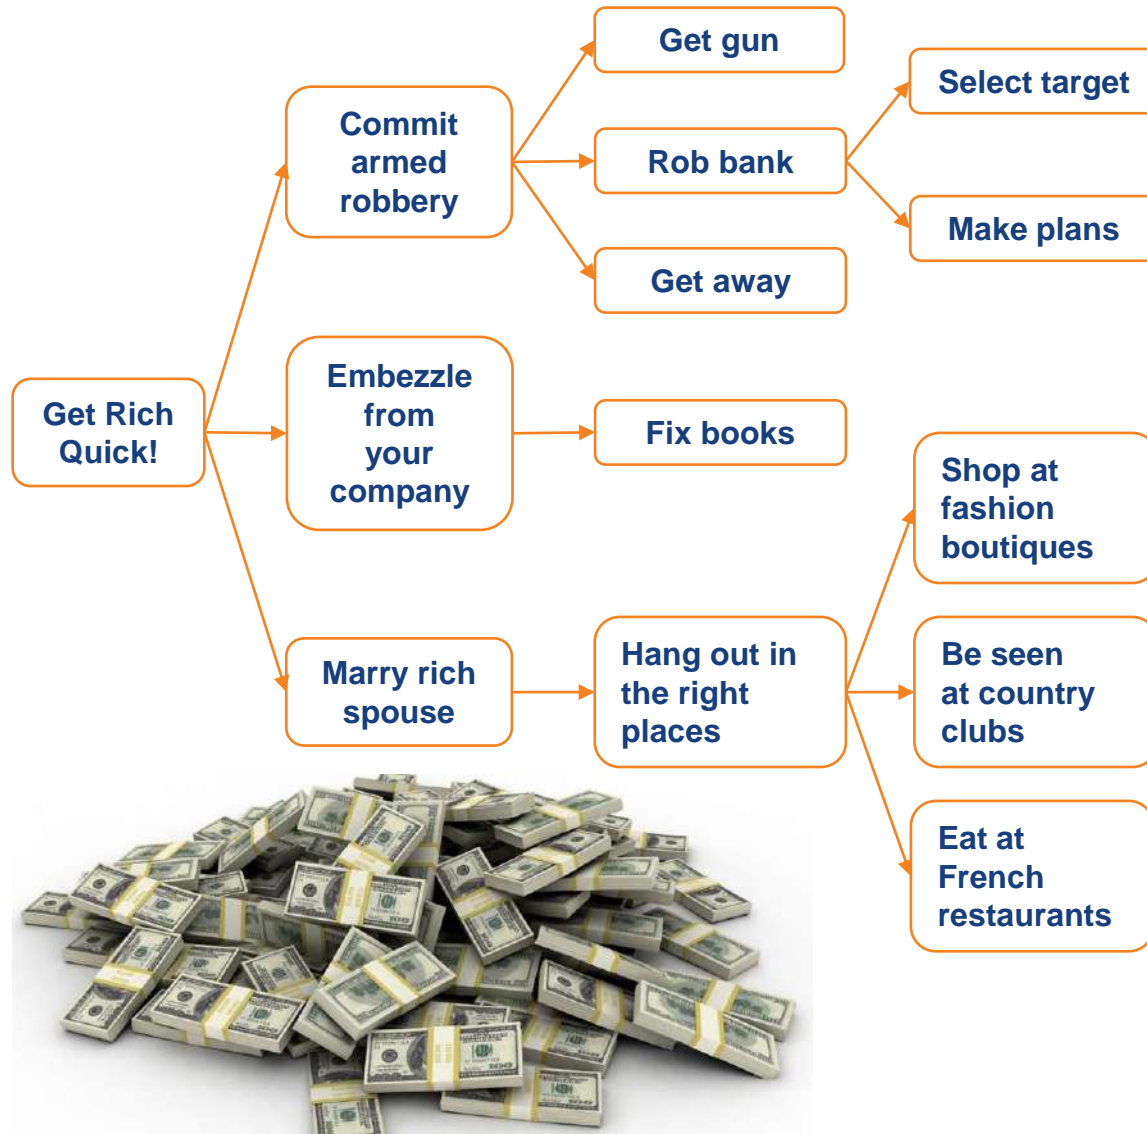 Get gun
Select target
Commit
armed
robbery
Rob bank
Make plans
Get away
Embezzle
from
your
company
Get Rich
Quick!
Fix books
Shop at
fashion
boutiques
Marry rich
spouse
Hang out in
the right
places
Be seen
at country
clubs
Eat at
French
restaurants